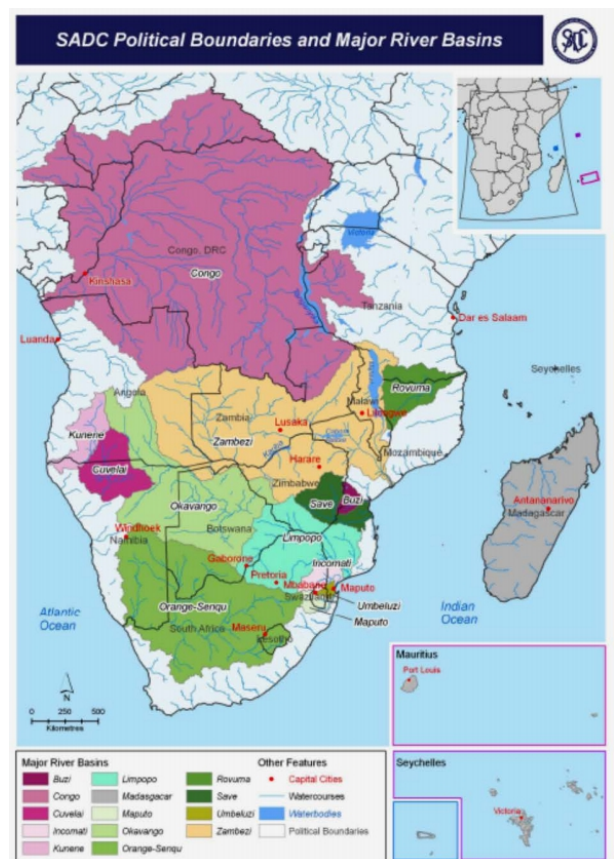 SADC Political Boundaries and Major River Basins
SADC
Victoria
Congo, DRC
Congo
Kinshasa
Tanzania
Dar es Salaam
Luanda
Seychelles
Rovuma
Angola
Malawi
Lilongwe
Zambia
Lusaka
Kunene
Zambezi
Mozambique
Cuvelai
Harare
Zimbabwe
Save
Buzi
Okavango
Antananarivo
Madagascar
Windhoek
Namibia
Botswana
Limpopo
Gaborone
Incomati
Pretoria
Mbabane
Maputo
Swaziland
Umbeluzi
Maputo
Orange-Senqu
South Africa
Maseru
Lesotho
Atlantic
Ocean
Indian
Ocean
N
0 250 500
Kilometres
Mauritius
Port Louis
Seychelles
Victoria
Major River Basins
Other Features
Buzi
Limpopo
Rovuma
Capital Cities
Congo
Madagascar
Save
Watercourses
Cuvelai
Maputo
Umbeluzi
Waterbodies
Incomati
Okavango
Zambezi
Political Boundaries
Kunene
Orange-Senqu